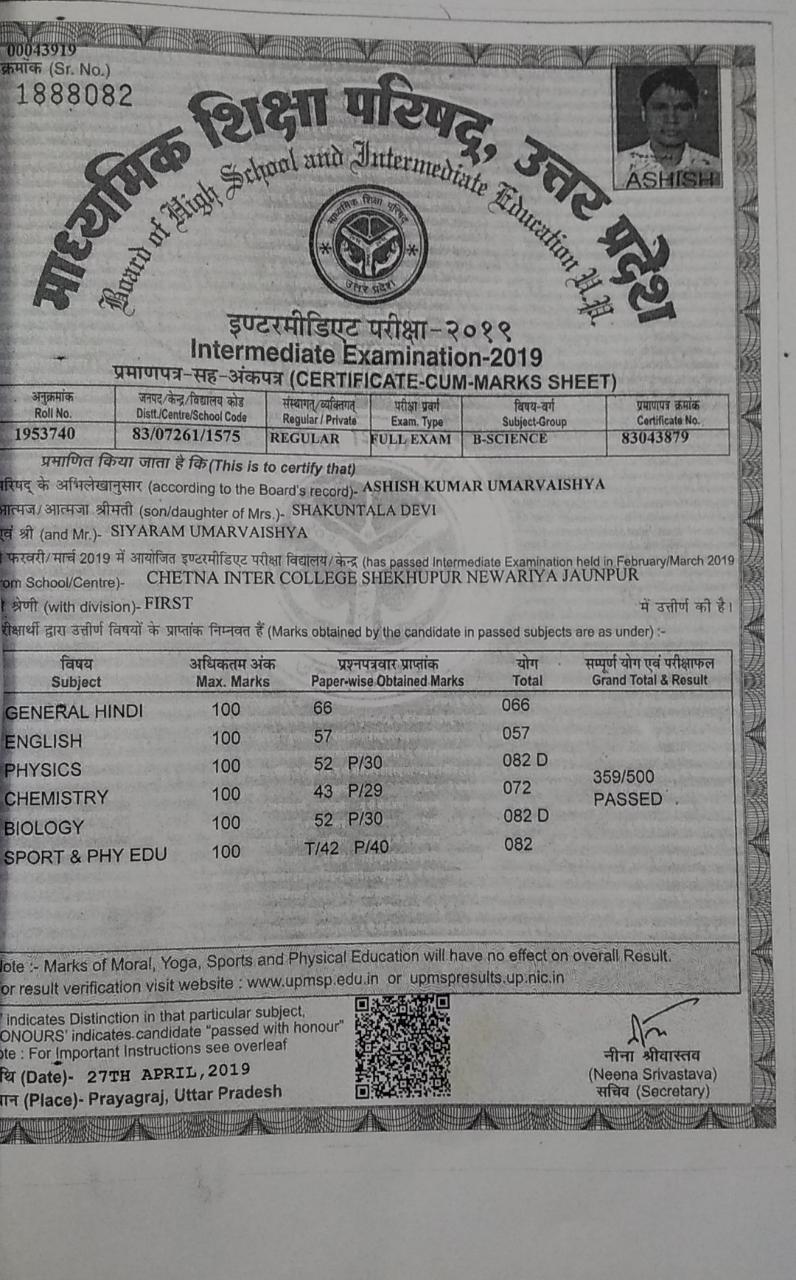 00043919
क्रमांक (Sr. No.)
1888082
ASHISH
माध्यमिक शिक्षा परिषद्, उत्तर प्रदेश
Board of High School and Intermediate Education U.P.
माध्यमिक शिक्षा परिषद्
उत्तर प्रदेश
इण्टरमीडिएट परीक्षा-२०१९
Intermediate Examination-2019
प्रमाणपत्र-सह-अंकपत्र (CERTIFICATE-CUM-MARKS SHEET)
अनुक्रमांक जनपद/केन्द्र/विद्यालय कोड संस्थागत/व्यक्तिगत परीक्षा प्रवर्ग विषय-वर्ग प्रमाणपत्र क्रमांक
Roll No. Distt./Centre/School Code Regular / Private Exam. Type Subject-Group Certificate No.
1953740 83/07261/1575 REGULAR FULL EXAM B-SCIENCE 83043879
प्रमाणित किया जाता है कि (This is to certify that)
रिषद् के अभिलेखानुसार (according to the Board's record)- ASHISH KUMAR UMARVAISHYA
आत्मज/आत्मजा श्रीमती (son/daughter of Mrs.)- SHAKUNTALA DEVI
एवं श्री (and Mr.)- SIYARAM UMARVAISHYA
फरवरी/मार्च 2019 में आयोजित इण्टरमीडिएट परीक्षा विद्यालय/केन्द्र (has passed Intermediate Examination held in February/March 2019
om School/Centre)- CHETNA INTER COLLEGE SHEKHUPUR NEWARIYA JAUNPUR
श्रेणी (with division)- FIRST में उत्तीर्ण की है।
रीक्षार्थी द्वारा उत्तीर्ण विषयों के प्राप्तांक निम्नवत हैं (Marks obtained by the candidate in passed subjects are as under) :-
विषय अधिकतम अंक प्रश्नपत्रवार प्राप्तांक योग सम्पूर्ण योग एवं परीक्षाफल
Subject Max. Marks Paper-wise Obtained Marks Total Grand Total & Result
GENERAL HINDI 100 66 066
ENGLISH 100 57 057
PHYSICS 100 52 P/30 082 D
359/500
CHEMISTRY 100 43 P/29 072
PASSED
BIOLOGY 100 52 P/30 082 D
SPORT & PHY EDU 100 T/42 P/40 082
lote :- Marks of Moral, Yoga, Sports and Physical Education will have no effect on overall Result.
or result verification visit website : www.upmsp.edu.in or upmspresults.up.nic.in
' indicates Distinction in that particular subject,
ONOURS' indicates candidate "passed with honour"
ote : For Important Instructions see overleaf
थि (Date)- 27TH APRIL,2019
ान (Place)- Prayagraj, Uttar Pradesh
नीना श्रीवास्तव
(Neena Srivastava)
सचिव (Secretary)